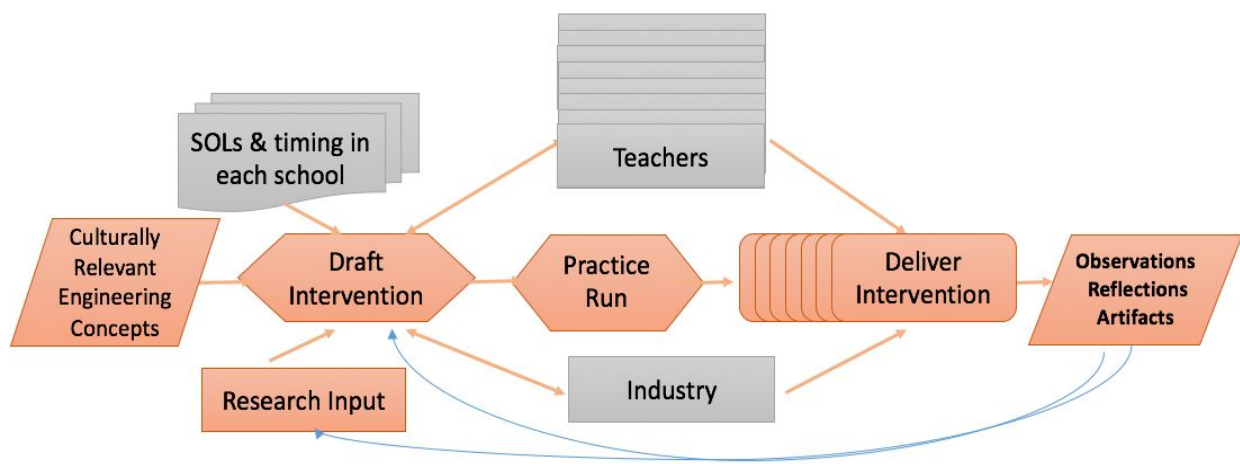 SOLs & timing in
each school
Teachers
Culturally
Relevant
Engineering
Concepts
Draft
Intervention
Practice
Run
Deliver
Intervention
Observations
Reflections
Artifacts
Research Input
Industry